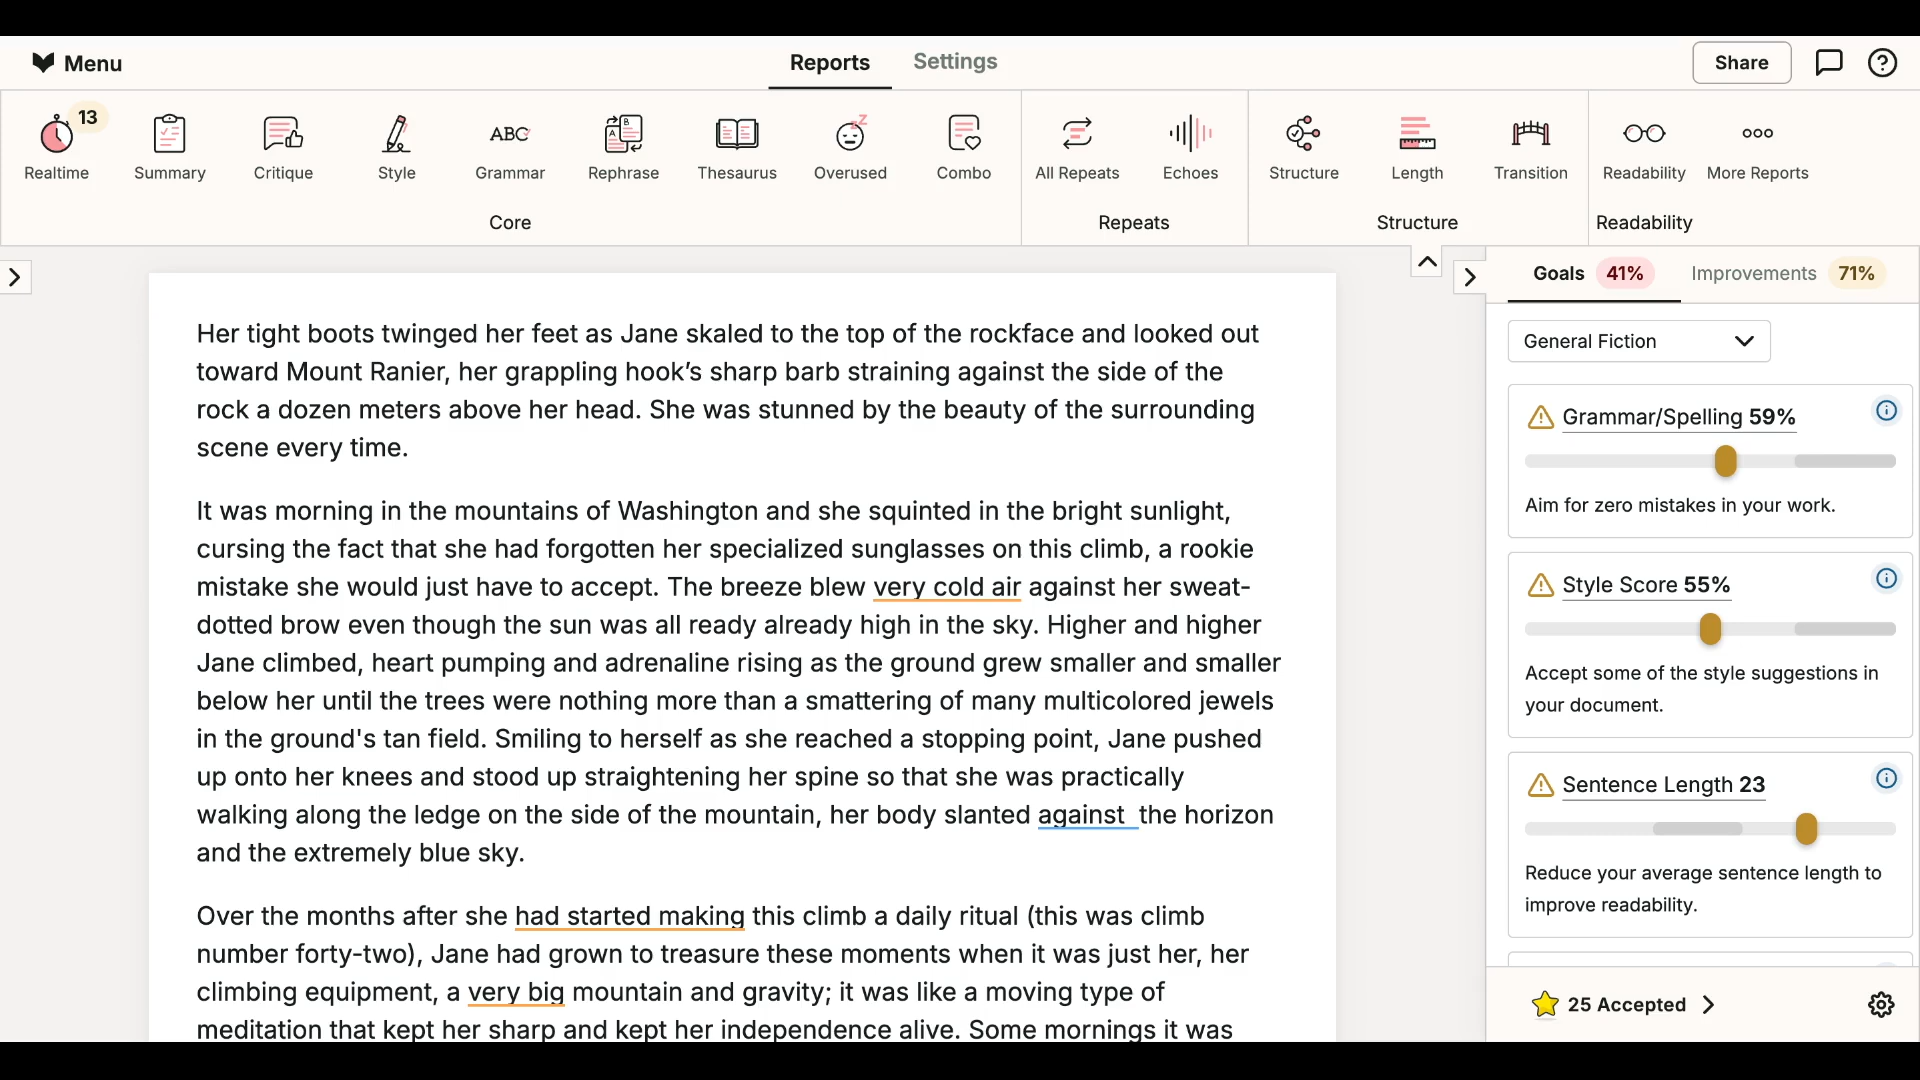 Menu
Reports
Settings
Share
13
Realtime
Summary
Critique
Style
ABC
Grammar
A
B
Rephrase
Thesaurus
z
Z
Overused
Combo
All Repeats
Echoes
Structure
Length
Transition
Readability
More Reports
Core
Repeats
Structure
Readability
Her tight boots twinged her feet as Jane skaled to the top of the rockface and looked out
toward Mount Ranier, her grappling hook’s sharp barb straining against the side of the
rock a dozen meters above her head. She was stunned by the beauty of the surrounding
scene every time.
It was morning in the mountains of Washington and she squinted in the bright sunlight,
cursing the fact that she had forgotten her specialized sunglasses on this climb, a rookie
mistake she would just have to accept. The breeze blew very cold air against her sweat-
dotted brow even though the sun was all ready already high in the sky. Higher and higher
Jane climbed, heart pumping and adrenaline rising as the ground grew smaller and smaller
below her until the trees were nothing more than a smattering of many multicolored jewels
in the ground's tan field. Smiling to herself as she reached a stopping point, Jane pushed
up onto her knees and stood up straightening her spine so that she was practically
walking along the ledge on the side of the mountain, her body slanted against  the horizon
and the extremely blue sky.
Over the months after she had started making this climb a daily ritual (this was climb
number forty-two), Jane had grown to treasure these moments when it was just her, her
climbing equipment, a very big mountain and gravity; it was like a moving type of
meditation that kept her sharp and kept her independence alive. Some mornings it was
Goals 41%
Improvements 71%
General Fiction
Grammar/Spelling 59%
Aim for zero mistakes in your work.
Style Score 55%
Accept some of the style suggestions in
your document.
Sentence Length 23
Reduce your average sentence length to
improve readability.
25 Accepted